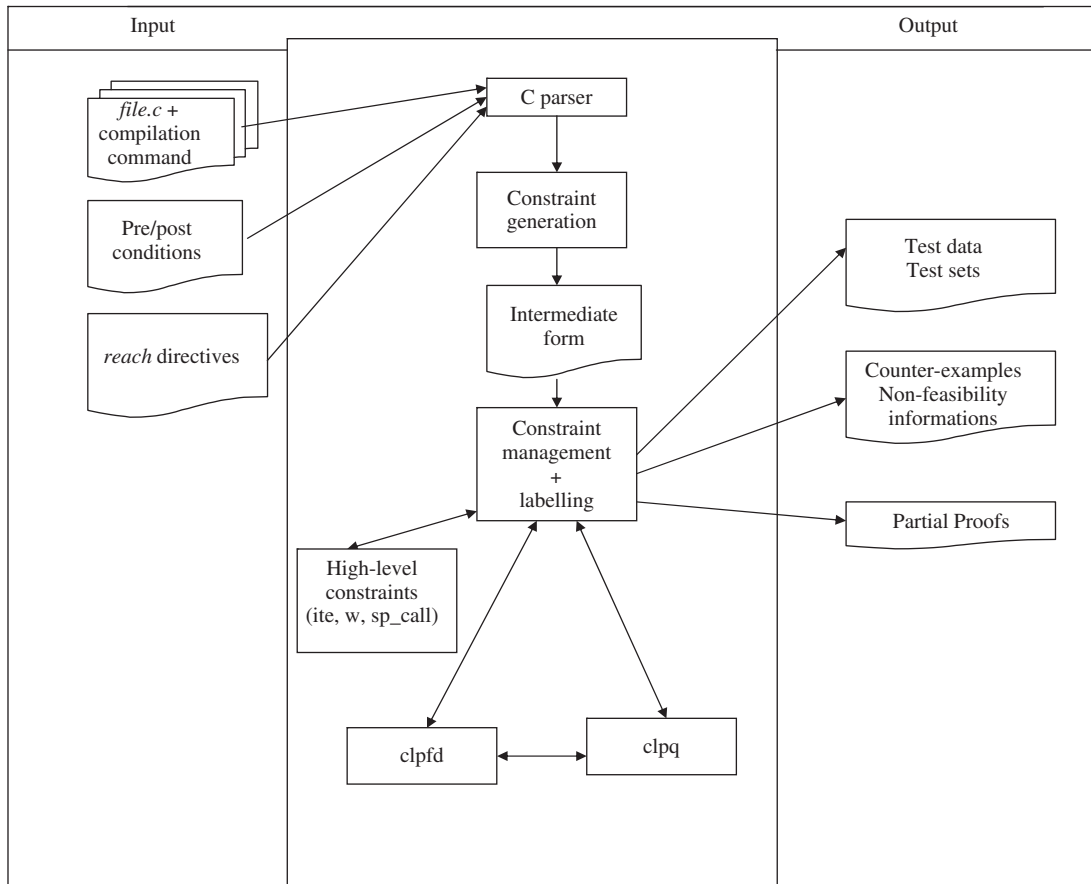 Input
Output
file.c +
compilation
command
Pre/post
conditions
reach directives
C parser
Constraint
generation
Intermediate
form
Constraint
management
+
labelling
High-level
constraints
(ite, w, sp_call)
clpfd
clpq
Test data
Test sets
Counter-examples
Non-feasibility
informations
Partial Proofs